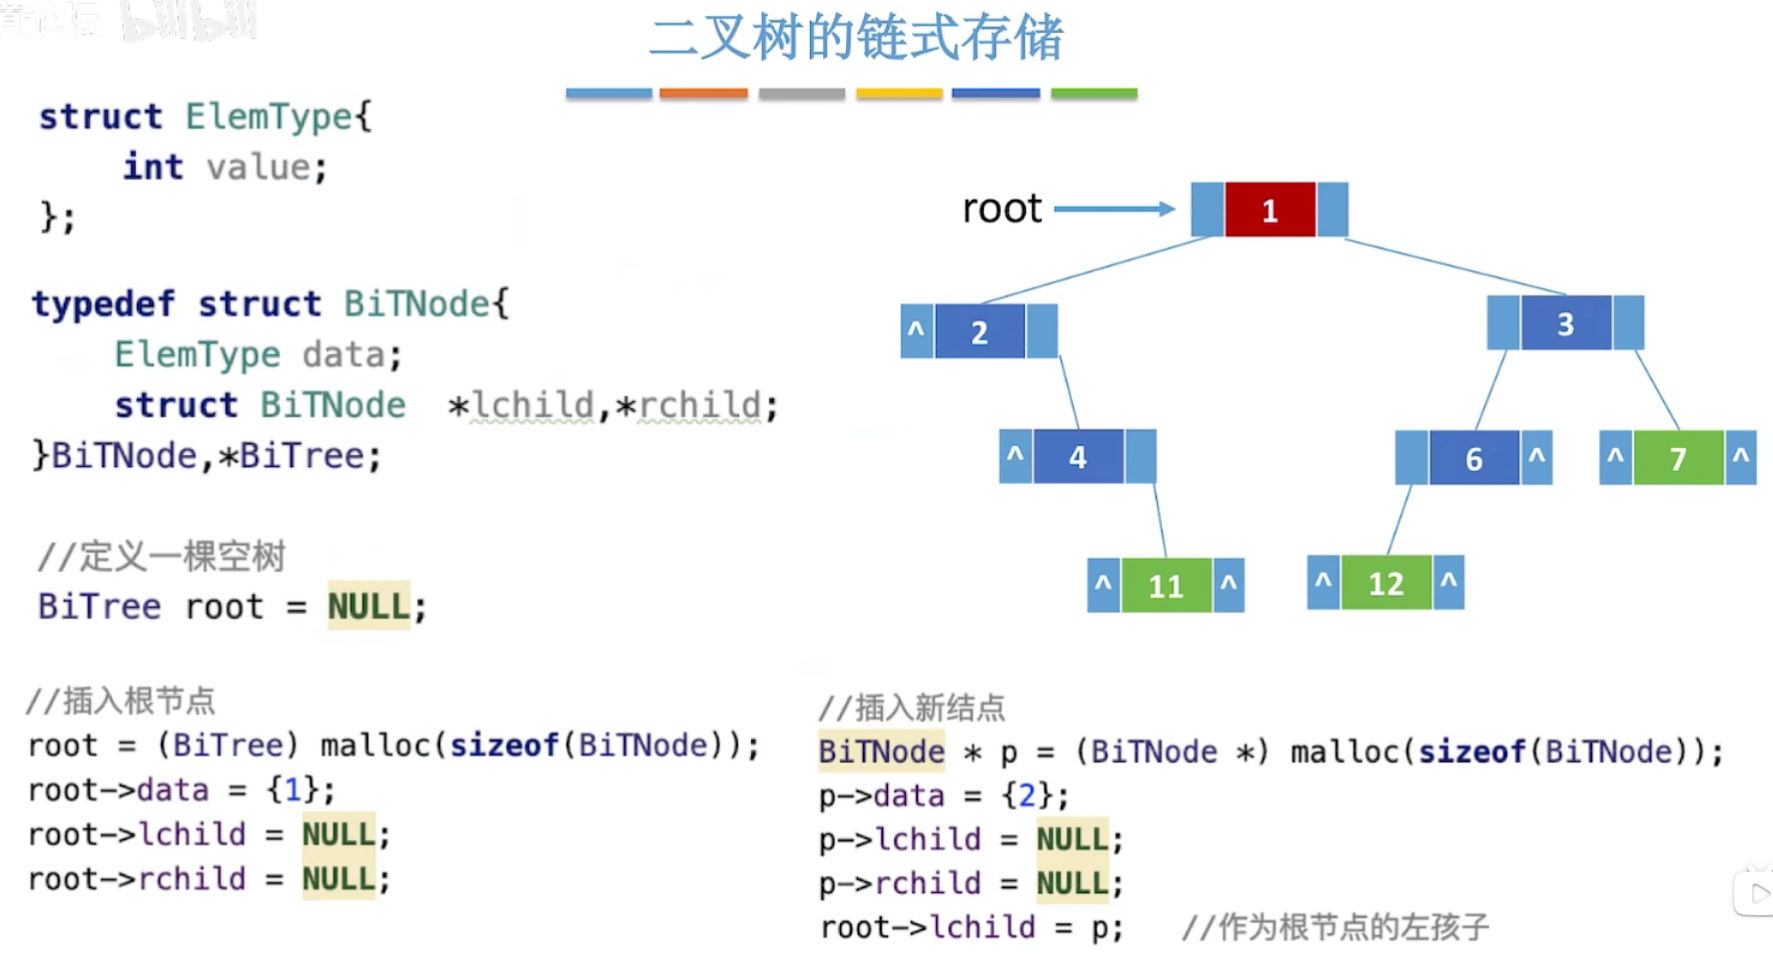 bilibili
二叉树的链式存储
struct ElemType{
int value;
};
typedef struct BiTNode{
ElemType data;
struct BiTNode *lchild,*rchild;
}BiTNode,*BiTree;
//定义一棵空树
BiTree root = NULL;
//插入根节点
root = (BiTree) malloc(sizeof(BiTNode));
root->data = {1};
root->lchild = NULL;
root->rchild = NULL;
root
1
^ 2
3
^ 4
6 ^
^ 7 ^
^ 11 ^
^ 12 ^
//插入新结点
BiTNode * p = (BiTNode *) malloc(sizeof(BiTNode));
p->data = {2};
p->lchild = NULL;
p->rchild = NULL;
root->lchild = p; //作为根节点的左孩子